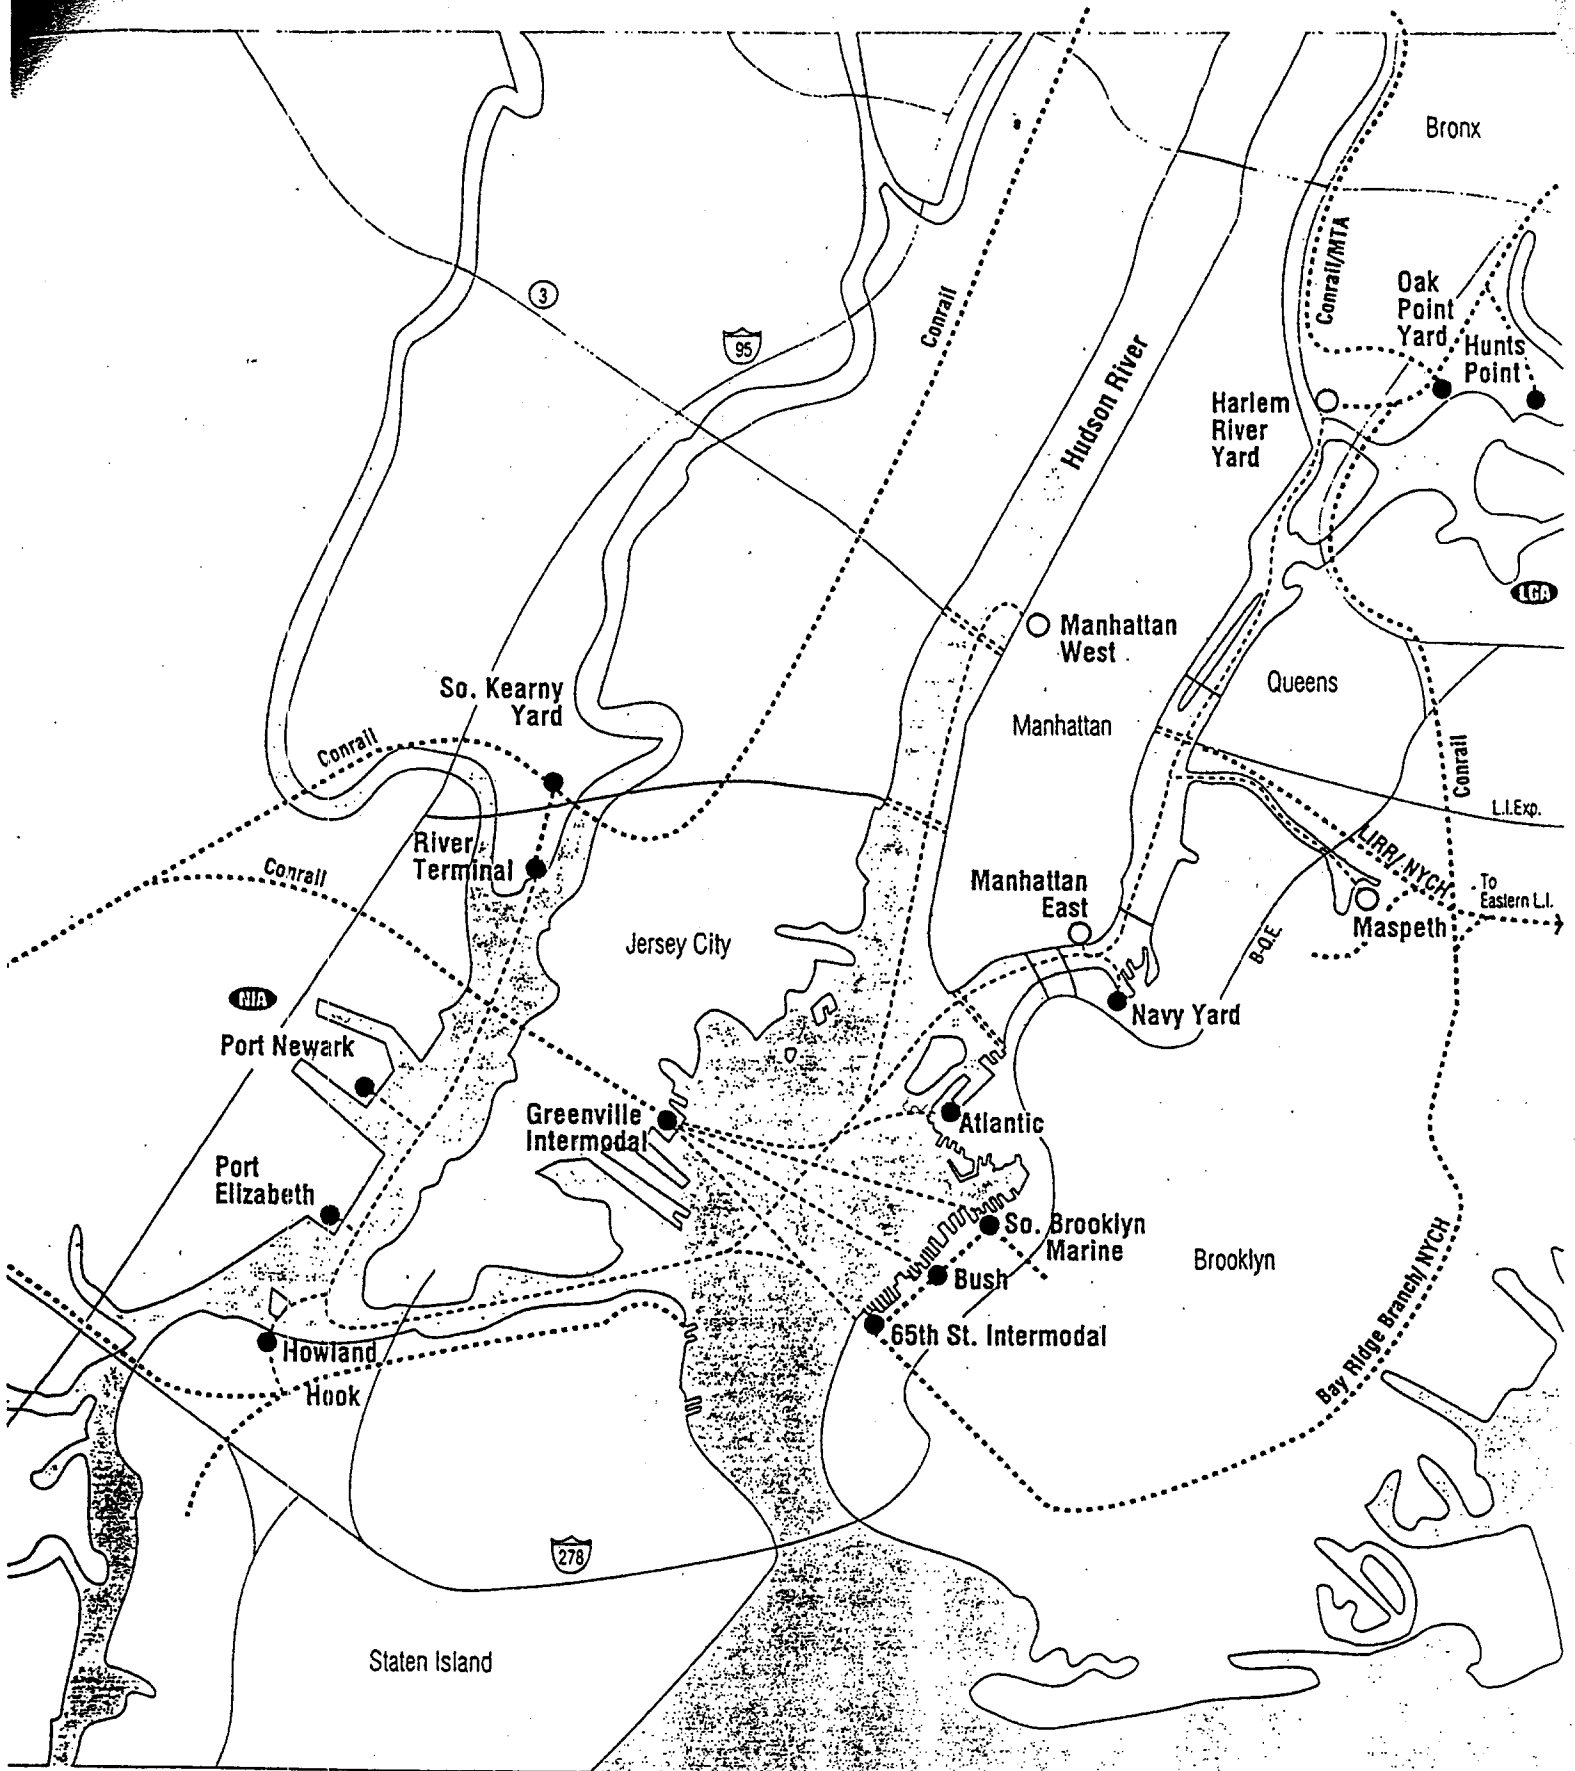 Bronx
Conrail/MTA
Oak
Point
Yard
Hunts
Point
3
95
Conrail
Hudson River
Harlem
River
Yard
LGA
Manhattan
West
So. Kearny
Yard
Queens
Manhattan
Conrail
Conrail
L.I.Exp.
River
Terminal
LIRR/NYCH
Conrail
Manhattan
East
To
Eastern L.I.
Maspeth
Jersey City
B-Q.E
NIA
Navy Yard
Port Newark
Greenville
Intermodal
Atlantic
Port
Elizabeth
So. Brooklyn
Marine
Brooklyn
Bush
65th St. Intermodal
Bay Ridge Branch/NYCH
Howland
Hook
278
Staten Island